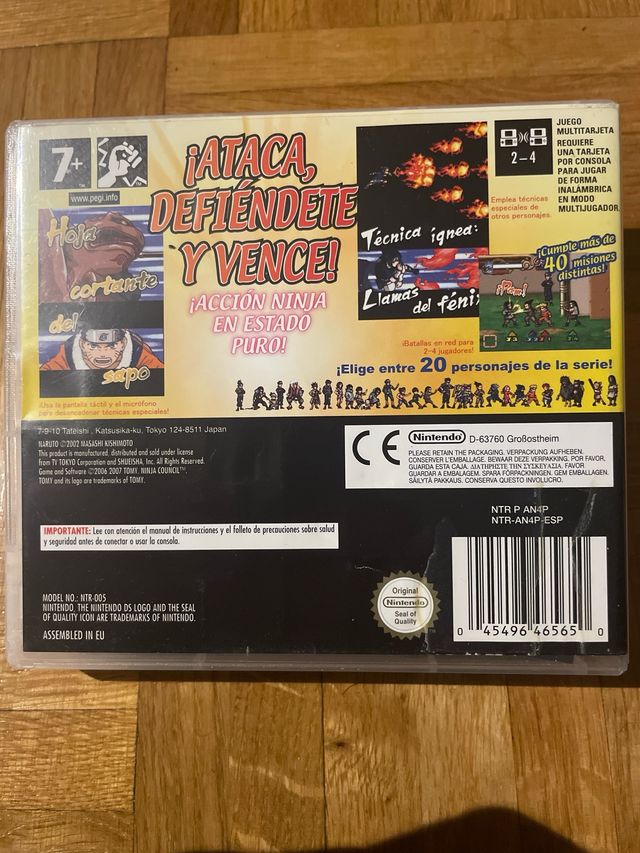 7+
www.pegi.info
¡ATACA,
DEFIÉNDETE
Y VENCE!
¡ACCIÓN NINJA
EN ESTADO
PURO!
Hoja
cortante
del
sapo
¡Usa la pantalla táctil y el micrófono
para desencadenar técnicas especiales!
Técnica ígnea:
Llamas
del féni
2-4
JUEGO
MULTITARJETA
REQUIERE
UNA TARJETA
POR CONSOLA
PARA JUGAR
DE FORMA
INALÁMBRICA
EN MODO
MULTIJUGADOR.
Emplea técnicas
especiales de
otros personajes.
¡Cumple más de
40 misiones
distintas!
¡Pum!
¡Batallas en red para
2-4 jugadores!
¡Elige entre 20 personajes de la serie!
7-9-10 Tateishi, Katsusika-ku, Tokyo 124-8511 Japan
NARUTO ©2002 MASASHI KISHIMOTO
This product is manufactured, distributed and sold under license
from TV TOKYO Corporation and SHUEISHA, Inc. All Rights Reserved.
Game and Software ©2006 2007 TOMY. NINJA COUNCIL™:
TOMY and its logo are trademarks of TOMY.
CE
Nintendo D-63760 Großostheim
PLEASE RETAIN THE PACKAGING. VERPACKUNG AUFHEBEN.
CONSERVER L'EMBALLAGE. BEWAAR DEZE VERPAKKING. POR FAVOR,
GUARDA ESTA CAJA. ΔΙΑΤΗΡΗΣΤΕ ΤΗΝ ΣΥΣΚΕΥΑΣΙΑ. FAVOR
GUARDAR A EMBALAGEM. SPARA FÖRPACKNINGEN. GEM EMBALLAGEN.
SÄILYTÄ PAKKAUS. CONSERVA QUESTO INVOLUCRO.
NTR P AN4P
NTR-AN4P-ESP
IMPORTANTE: Lee con atención el manual de instrucciones y el folleto de precauciones sobre salud
y seguridad antes de conectar o usar la consola.
MODEL NO.: NTR-005
NINTENDO, THE NINTENDO DS LOGO AND THE SEAL
OF QUALITY ICON ARE TRADEMARKS OF NINTENDO.
ASSEMBLED IN EU
Original
Nintendo
Seal of
Quality
0 45496 46565 0